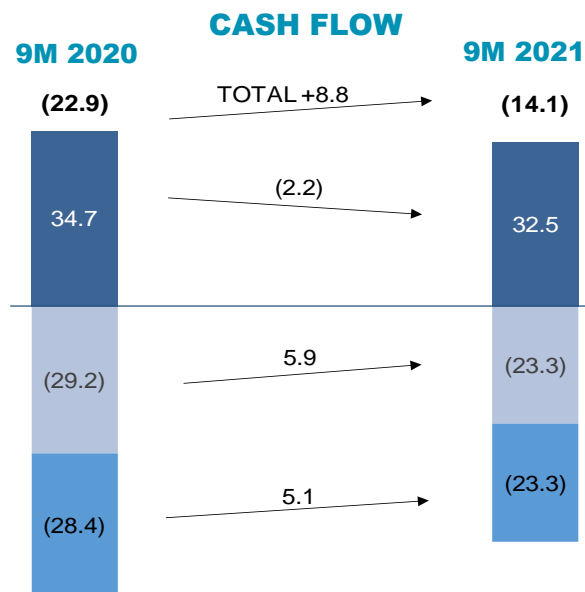 CASH FLOW
9M 2020
9M 2021
(22.9)
TOTAL +8.8
(14.1)
34.7
(2.2)
32.5
(29.2)
5.9
(23.3)
(28.4)
5.1
(23.3)